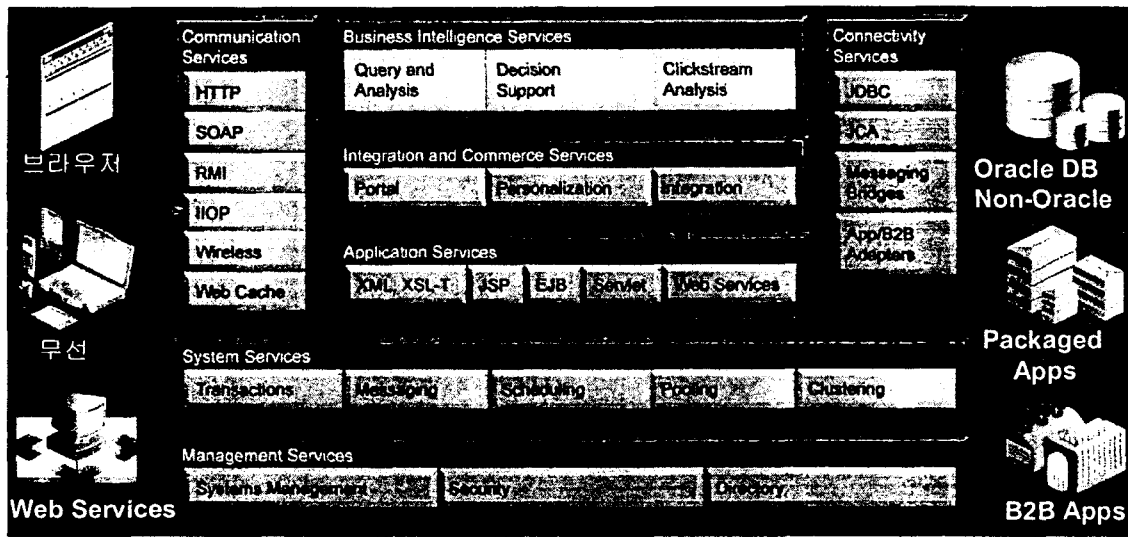 브라우저
무선
Web Services
Communication
Services
HTTP
SOAP
RMI
IIOP
Wireless
Web Cache
Business Intelligence Services
Query and
Analysis
Decision
Support
Clickstream
Analysis
Integration and Commerce Services
Portal
Personalization
Integration
Application Services
XML, XSL-T
JSP
EJB
Servlet
Web Services
Connectivity
Services
JDBC
JCA
Messaging
Bridges
App/B2B
Adapters
System Services
Transactions
Messaging
Scheduling
Pooling
Clustering
Management Services
Systems Management
Security
Directory
Oracle DB
Non-Oracle
Packaged
Apps
B2B Apps